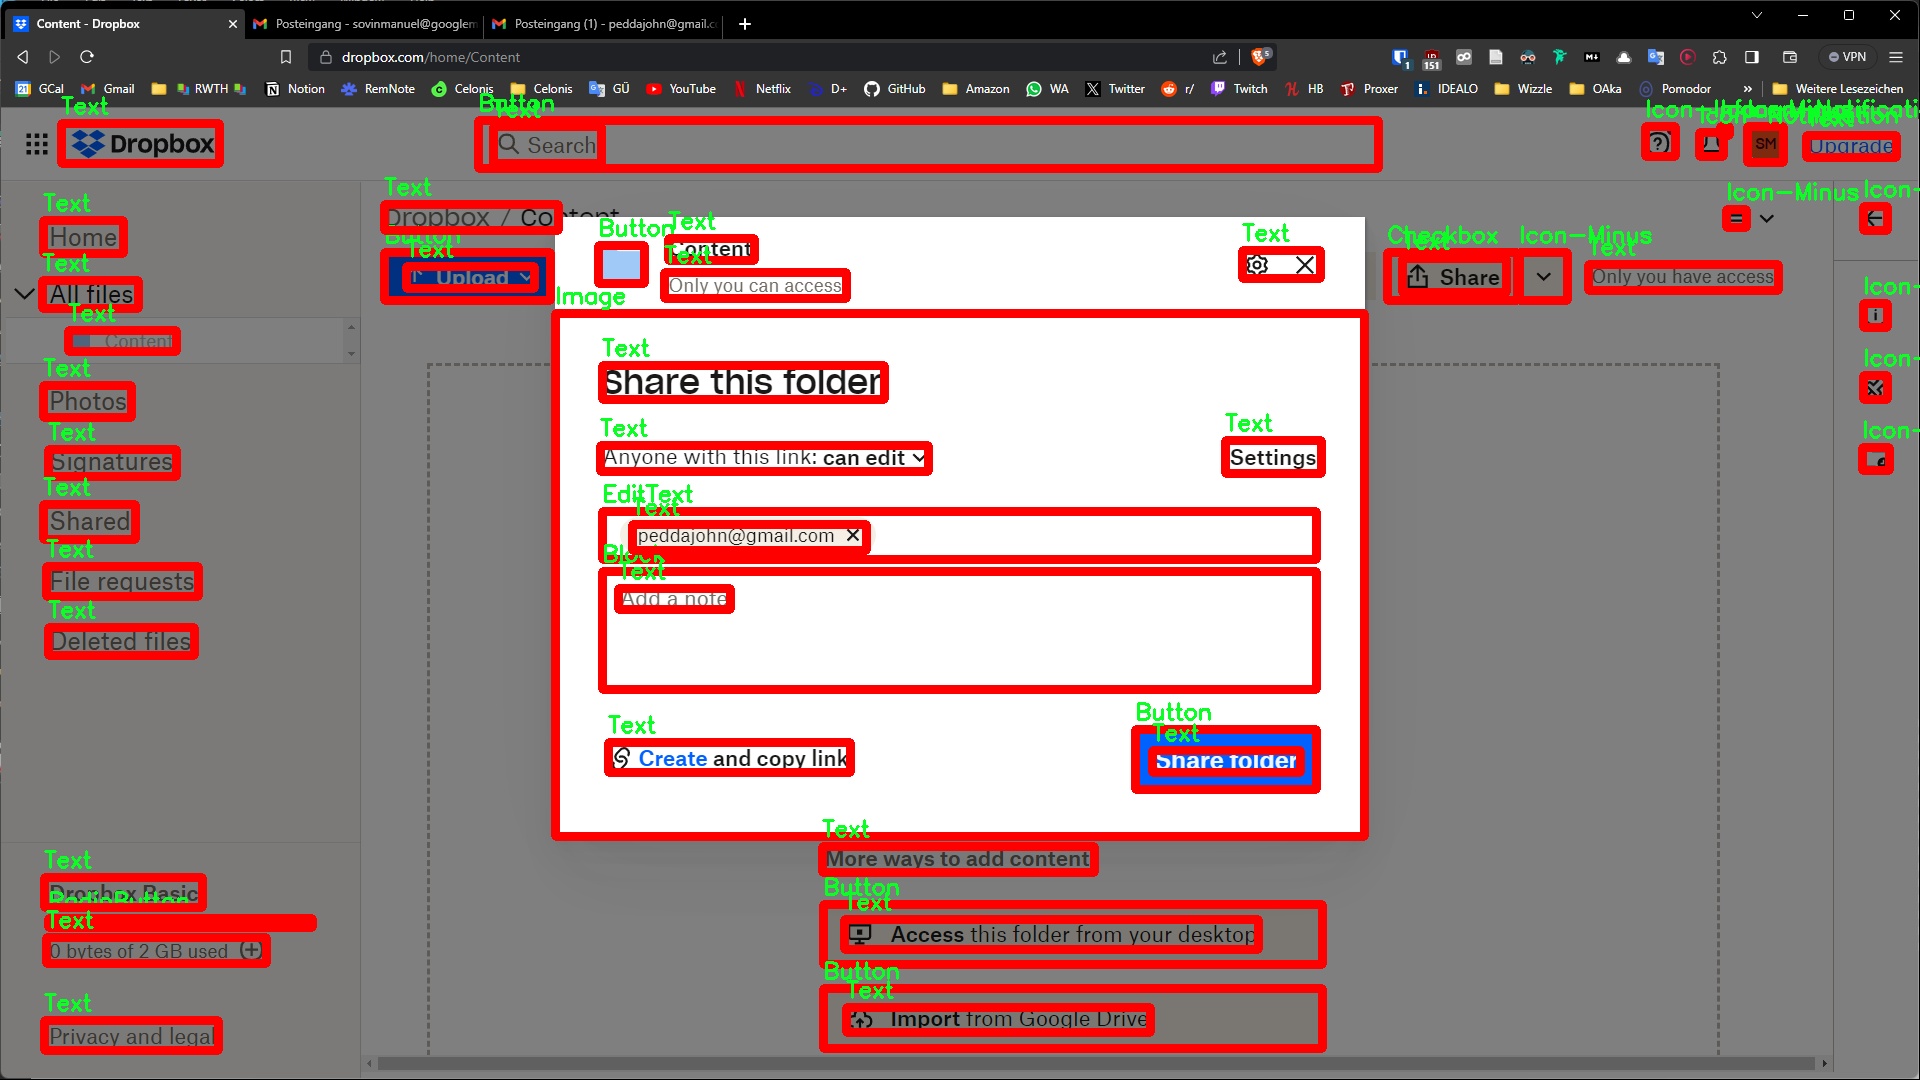 Content - Dropbox
Posteingang - sovinmanuel@googlem
Posteingang (1) - peddajohn@gmail.c
dropbox.com/home/Content
5
1
151
VPN
GCal
Gmail
RWTH
Notion
RemNote
Celonis
Celonis
GÜ
YouTube
Netflix
D+
GitHub
Amazon
WA
Twitter
r/
Twitch
HB
Proxer
IDEALO
Wizzle
OAka
Pomodor
»
Weitere Lesezeichen
Text
Dropbox
Button
Text
Search
SM
Text
Upgrade
Text
Home
Text
All files
Text
Content
Text
Photos
Text
Signatures
Text
Shared
Text
File requests
Text
Deleted files
Text
Dropbox Basic
RadioButton
Text
0 bytes of 2 GB used
Text
Privacy and legal
Text
Dropbox / Content
Button
Text
Upload
Button
Text
Content
Text
Only you can access
Text
Checkbox
Text
Share
Icon-Minus
Text
Only you have access
Icon-Minus
Icon-
Icon-
Icon-
Icon-
Image
Text
Share this folder
Text
Anyone with this link: can edit
Text
Settings
EditText
Text
peddajohn@gmail.com
Block
Text
Add a note
Text
Create and copy link
Button
Text
Share folder
Text
More ways to add content
Button
Text
Access this folder from your desktop
Button
Text
Import from Google Drive